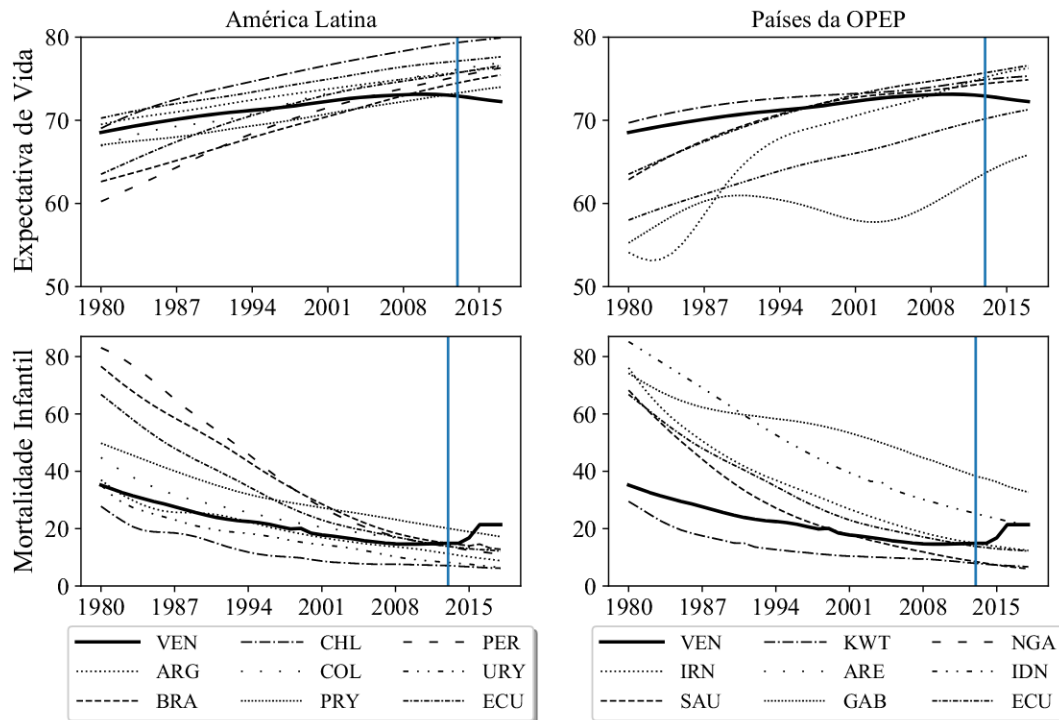 América Latina
Países da OPEP
Expectativa de Vida
80
70
60
50
1980 1987 1994 2001 2008 2015
80
70
60
50
1980 1987 1994 2001 2008 2015
Mortalidade Infantil
80
60
40
20
0
1980 1987 1994 2001 2008 2015
80
60
40
20
0
1980 1987 1994 2001 2008 2015
VEN CHL PER
ARG COL URY
BRA PRY ECU
VEN KWT NGA
IRN ARE IDN
SAU GAB ECU